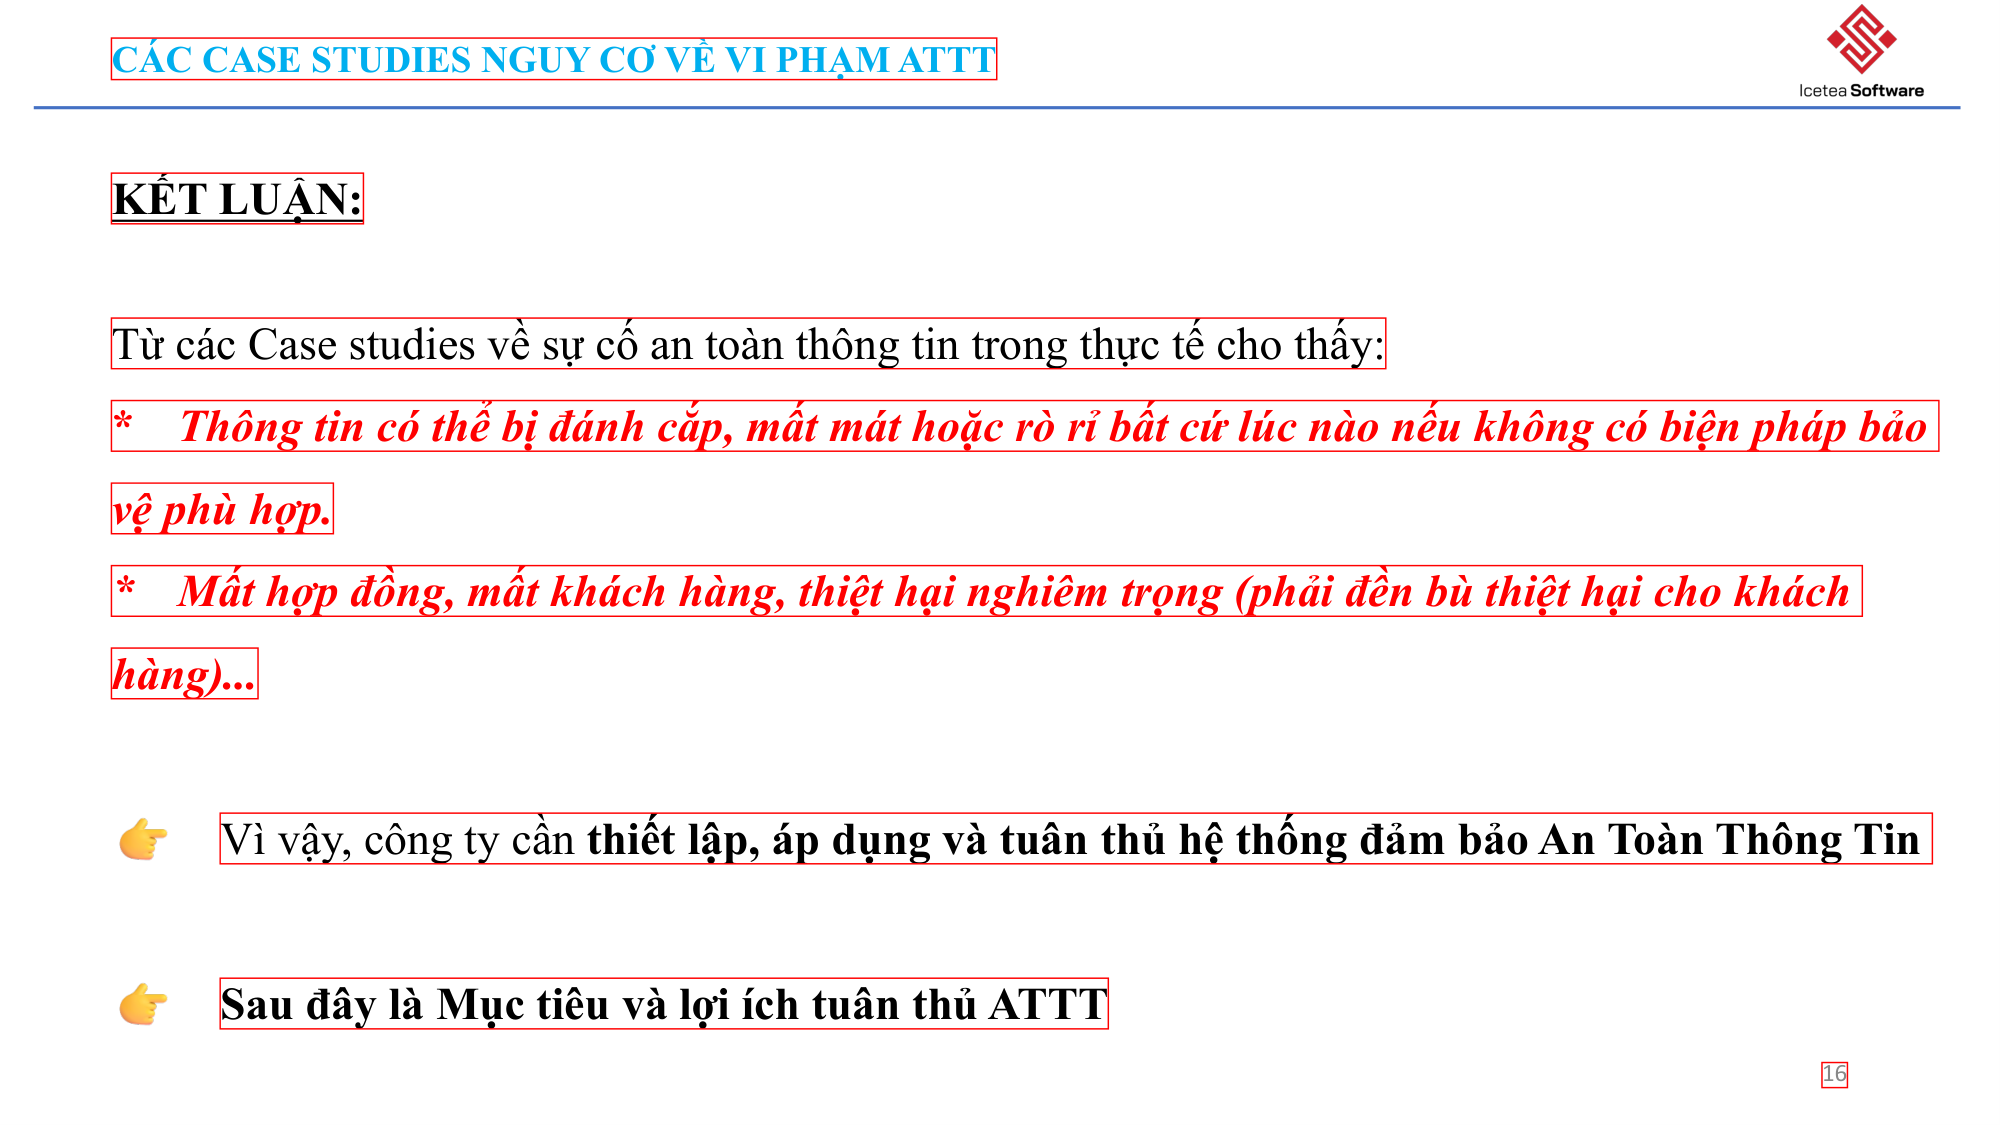 CÁC CASE STUDIES NGUY CƠ VỀ VI PHẠM ATTT
Icetea Software
KẾT LUẬN:
Từ các Case studies về sự cố an toàn thông tin trong thực tế cho thấy:
* Thông tin có thể bị đánh cắp, mất mát hoặc rò rỉ bất cứ lúc nào nếu không có biện pháp bảo
vệ phù hợp.
* Mất hợp đồng, mất khách hàng, thiệt hại nghiêm trọng (phải đền bù thiệt hại cho khách
hàng)...
👉 Vì vậy, công ty cần thiết lập, áp dụng và tuân thủ hệ thống đảm bảo An Toàn Thông Tin
👉 Sau đây là Mục tiêu và lợi ích tuân thủ ATTT
16